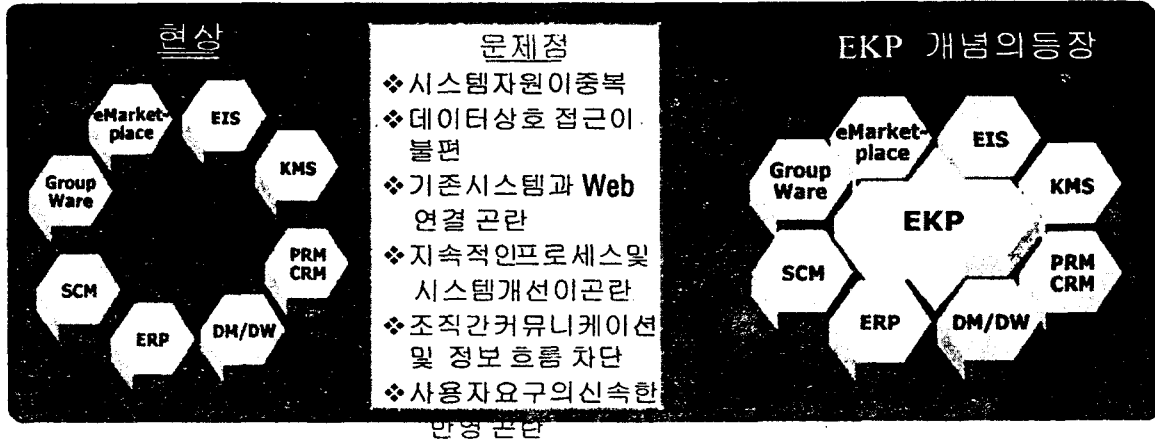 현상
eMarket-
place
EIS
KMS
Group
Ware
PRM
CRM
SCM
ERP
DM/DW
문제점
❖시스템자원이중복
❖데이터상호 접근이
불편
❖기존시스템과 Web
연결 곤란
❖지속적인프로세스및
시스템개선이곤란
❖조직간커뮤니케이션
및 정보 흐름 차단
❖사용자요구의신속한
반영 곤란
EKP 개념의등장
eMarket-
place
EIS
Group
Ware
KMS
EKP
SCM
PRM
CRM
ERP
DM/DW